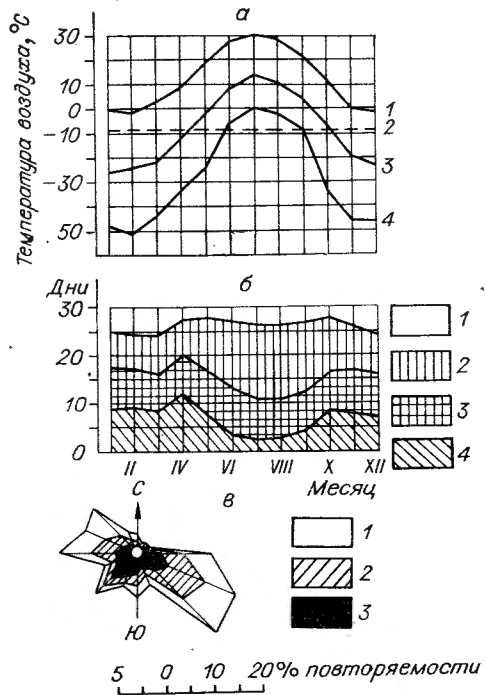 а
Температура воздуха, °С
30
10
0
-10
-30
50
1
2
3
4
б
Дни
30
20
10
0
1
2
3
4
II IV VI VIII X XII
Месяц
в
С
Ю
1
2
3
5 0 10 20% повторяемости